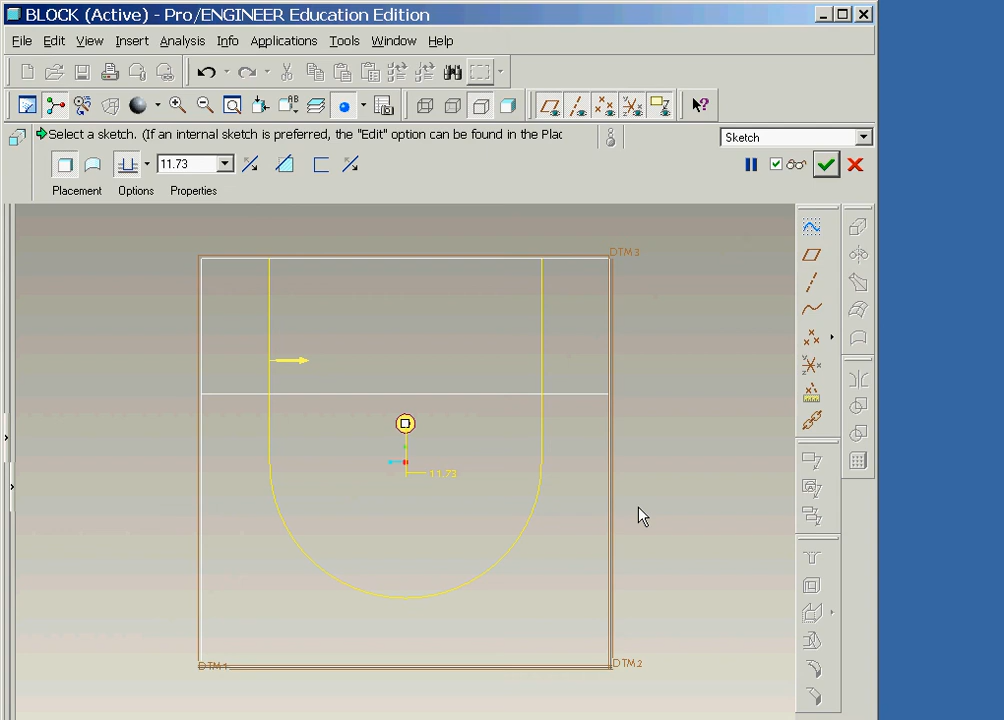 BLOCK (Active) - Pro/ENGINEER Education Edition
File Edit View Insert Analysis Info Applications Tools Window Help
Select a sketch. (If an internal sketch is preferred, the "Edit" option can be found in the Plac
Sketch
11.73
Placement Options Properties
DTM3
11.73
DTM1
DTM2